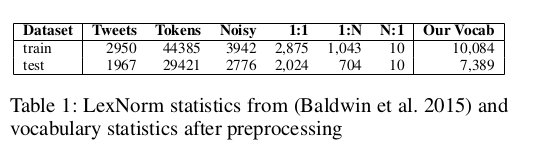 Dataset Tweets Tokens Noisy 1:1 1:N N:1 Our Vocab
train 2950 44385 3942 2,875 1,043 10 10,084
test 1967 29421 2776 2,024 704 10 7,389
Table 1: LexNorm statistics from (Baldwin et al. 2015) and
vocabulary statistics after preprocessing